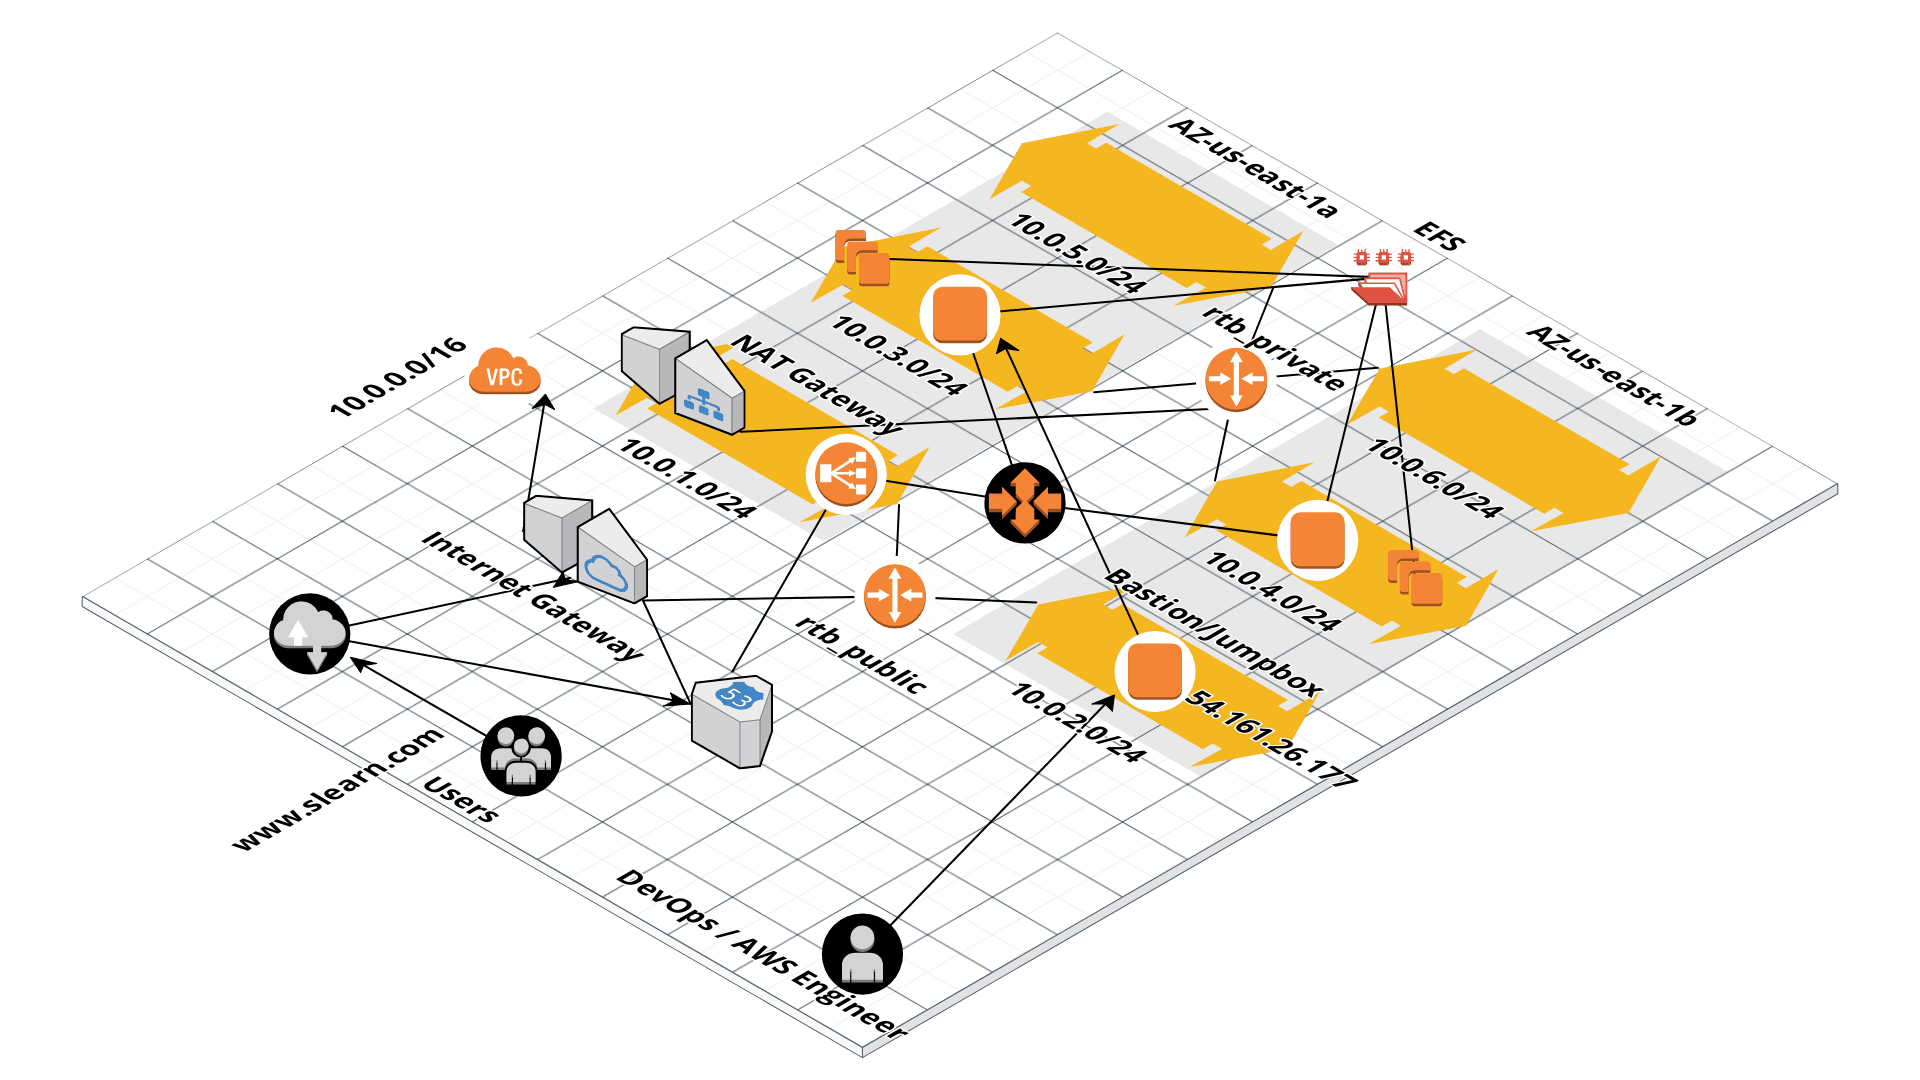 AZ-us-east-1a
EFS
10.0.5.0/24
AZ-us-east-1b
rtb_private
10.0.3.0/24
NAT Gateway
10.0.0.0/16
VPC
10.0.1.0/24
10.0.6.0/24
Internet Gateway
10.0.4.0/24
Bastion/Jumpbox
rtb_public
10.0.2.0/24
54.161.26.177
53
www.slearn.com
Users
DevOps / AWS Engineer